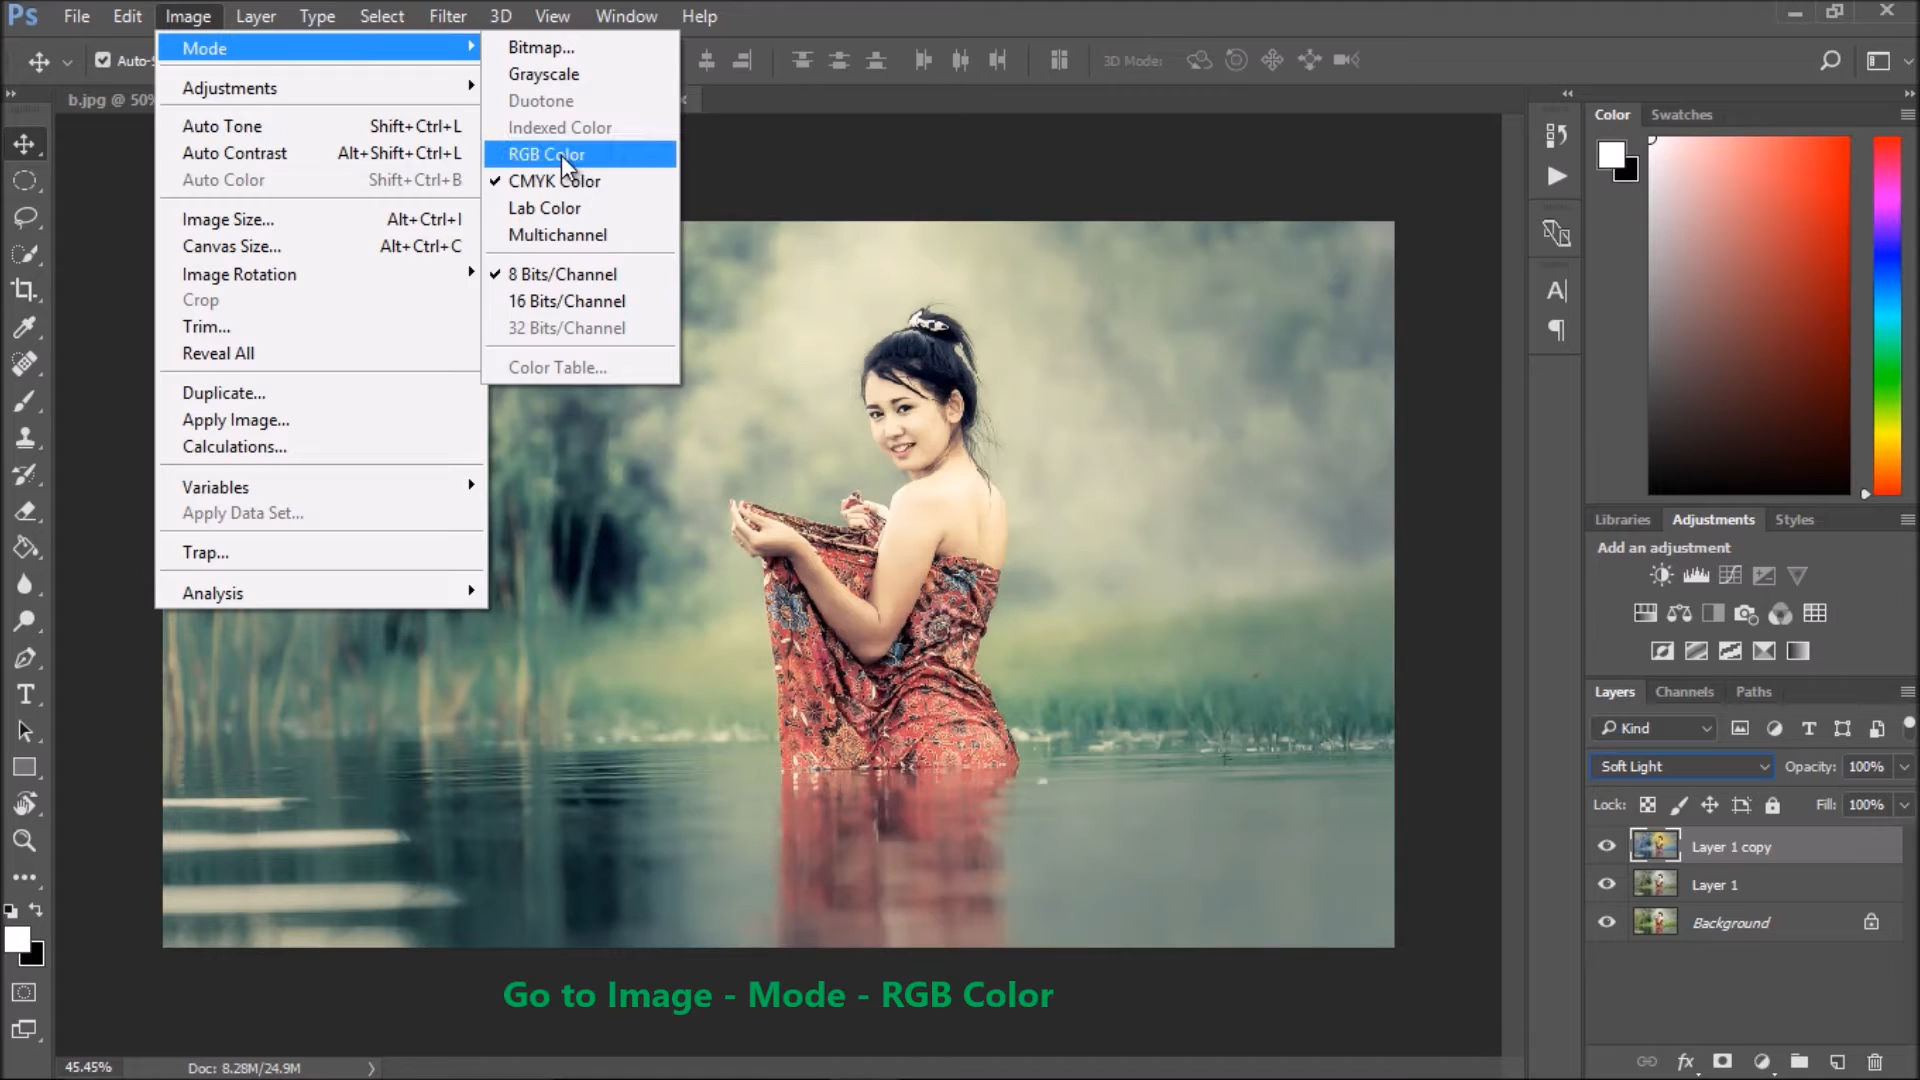 Ps File Edit Image Layer Type Select Filter 3D View Window Help
Auto-S
3D Mode:
b.jpg @ 50%
Mode
Adjustments
Auto Tone Shift+Ctrl+L
Auto Contrast Alt+Shift+Ctrl+L
Auto Color Shift+Ctrl+B
Image Size... Alt+Ctrl+I
Canvas Size... Alt+Ctrl+C
Image Rotation
Crop
Trim...
Reveal All
Duplicate...
Apply Image...
Calculations...
Variables
Apply Data Set...
Trap...
Analysis
Bitmap...
Grayscale
Duotone
Indexed Color
RGB Color
CMYK Color
Lab Color
Multichannel
8 Bits/Channel
16 Bits/Channel
32 Bits/Channel
Color Table...
Color Swatches
Libraries Adjustments Styles
Add an adjustment
Layers Channels Paths
Kind
Soft Light Opacity: 100%
Lock: Fill: 100%
Layer 1 copy
Layer 1
Background
Go to Image - Mode - RGB Color
45.45% Doc: 8.28M/24.9M